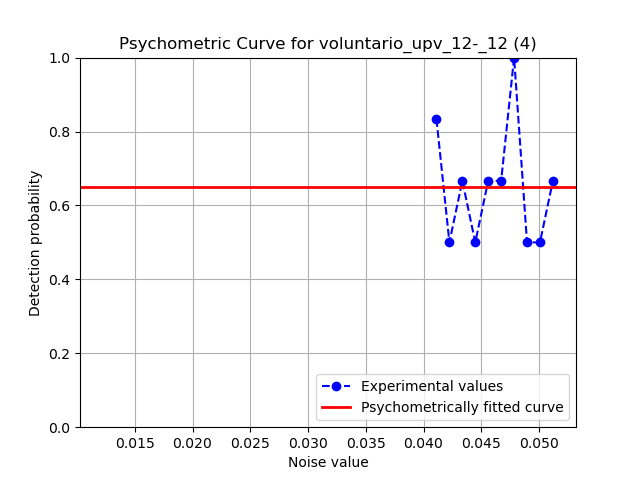 Psychometric Curve for voluntario_upv_12-_12 (4)
1.0
0.8
0.6
0.4
0.2
0.0
Detection probability
Experimental values
Psychometrically fitted curve
0.015 0.020 0.025 0.030 0.035 0.040 0.045 0.050
Noise value